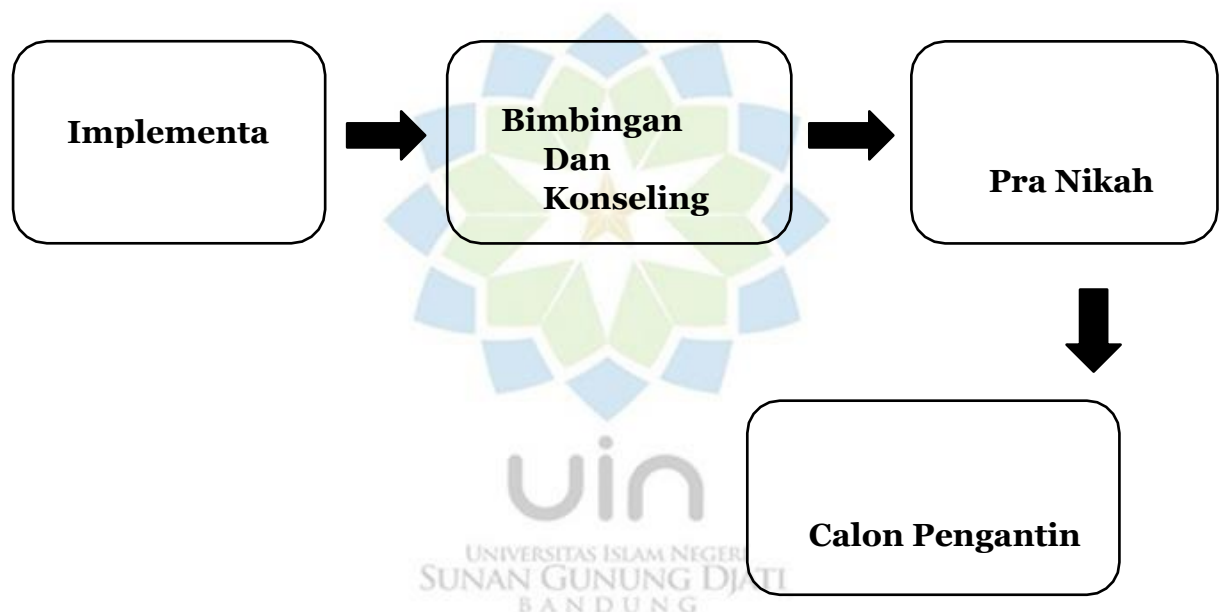 Implementa
Bimbingan
Dan
Konseling
Pra Nikah
Calon Pengantin
uin
UNIVERSITAS ISLAM NEGERI
SUNAN GUNUNG DJATI
BANDUNG